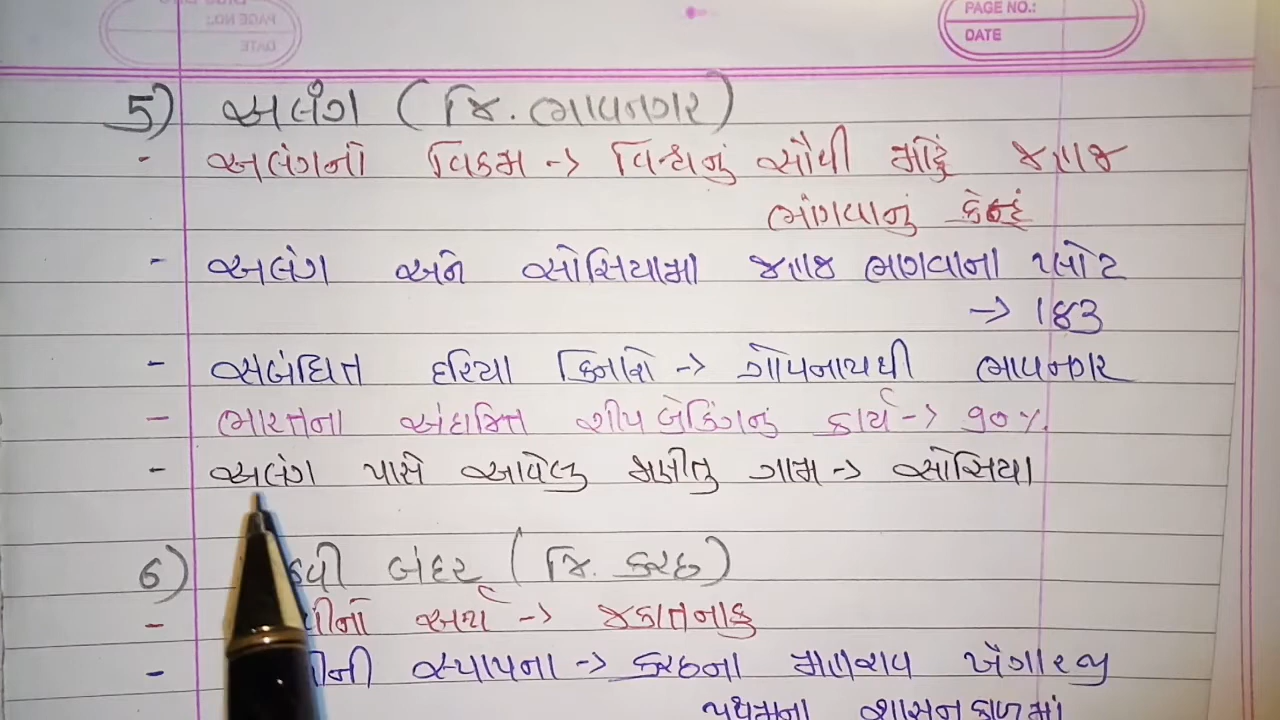 PAGE NO.:
DATE
5) અલંગ (જિ. ભાવનગર)
- અલંગનો વિક્રમ -> વિશ્વનું સૌથી મોટું જહાજ
ભાંગવાનું કેન્દ્ર
- અલંગ અને સોસિયામાં જહાજ ભાગવાના પ્લોટ
-> 183
- સબંધિત દરિયા કિનારો -> ગોપનાથથી ભાવનગર
- ભારતના અંદાજિત શીપ બ્રેકિંગનું કાર્ય -> 90%
- અલંગ પાસે આવેલુ જાણીતુ ગામ -> સોસિયા
6) બંદર (જિ. કચ્છ)
- અર્થ -> જકાતનાકુ
- સ્થાપના -> કચ્છના મહારાવ ખેંગારજી
પ્રથમના શાસનકાળમાં